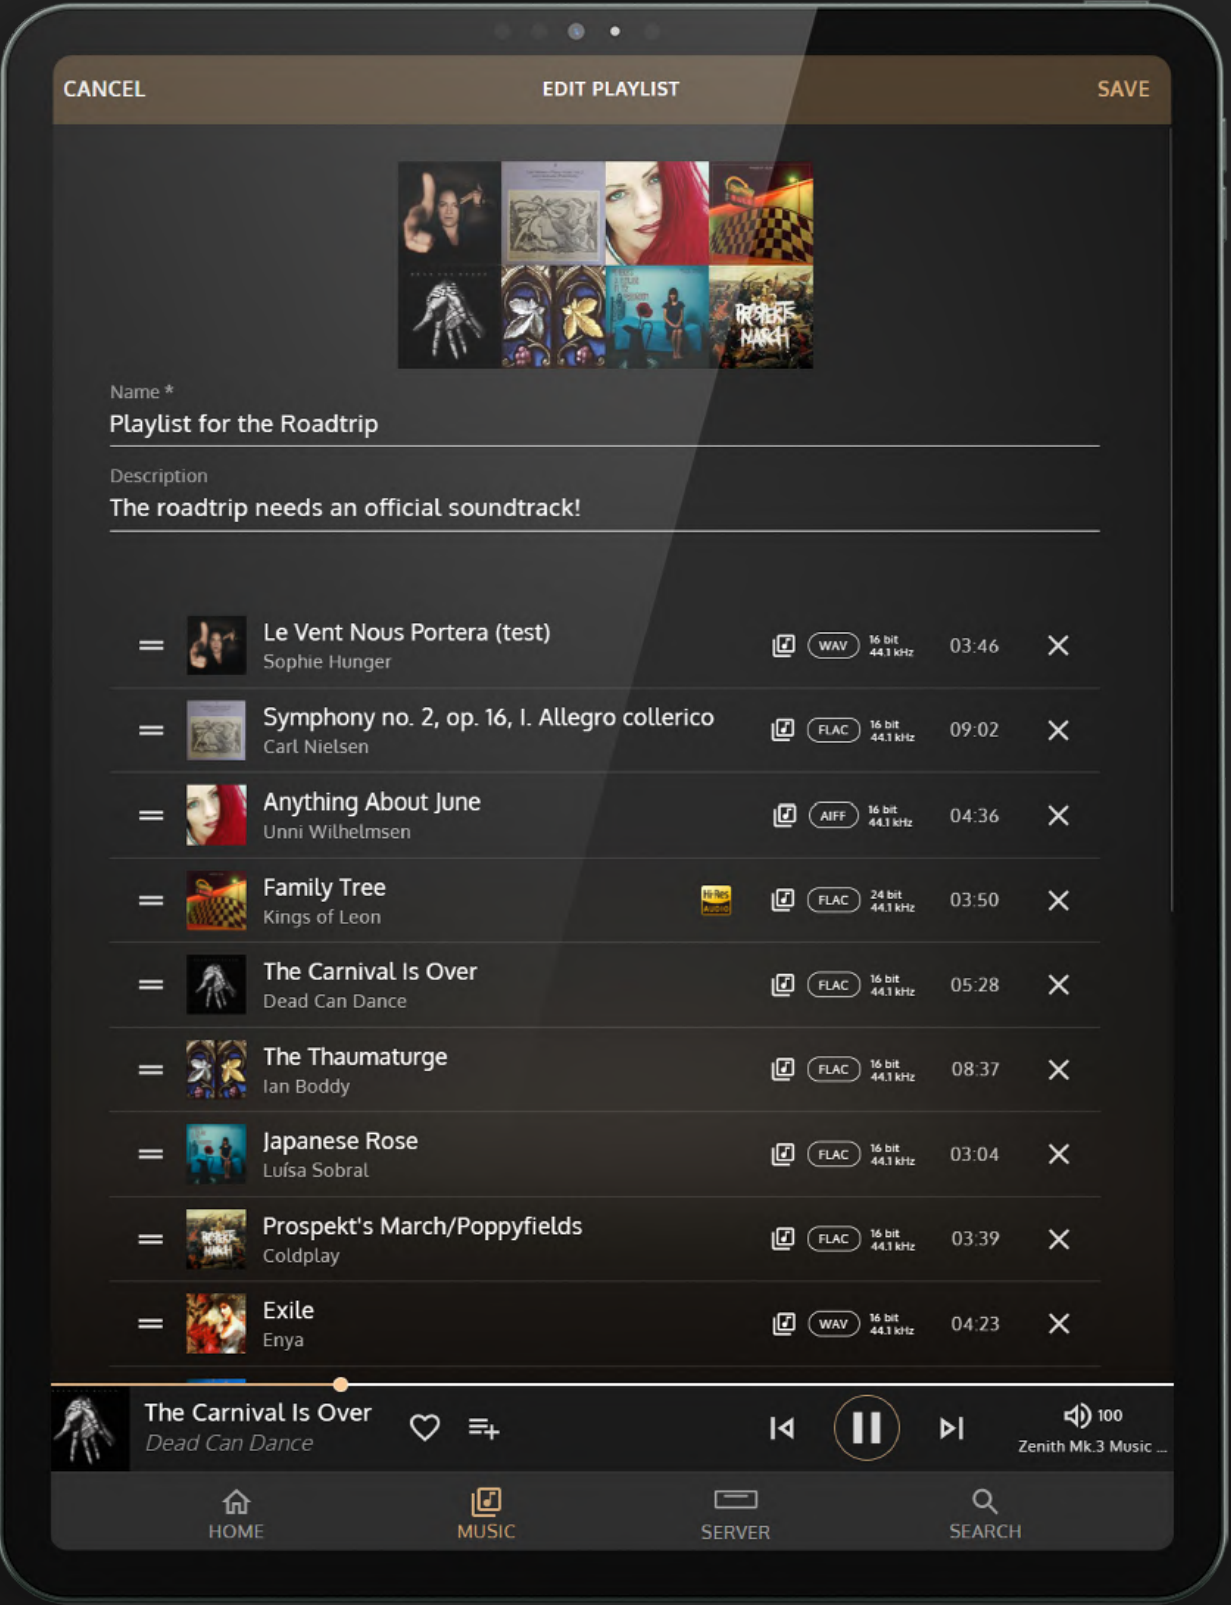 CANCEL
EDIT PLAYLIST
SAVE
PROSPEKT'S
MARCH
Name *
Playlist for the Roadtrip
Description
The roadtrip needs an official soundtrack!
Le Vent Nous Portera (test)
Sophie Hunger
WAV
16 bit
44.1 kHz
03:46
Symphony no. 2, op. 16, I. Allegro collerico
Carl Nielsen
FLAC
16 bit
44.1 kHz
09:02
Anything About June
Unni Wilhelmsen
AIFF
16 bit
44.1 kHz
04:36
Family Tree
Kings of Leon
Hi-Res
AUDIO
FLAC
24 bit
44.1 kHz
03:50
The Carnival Is Over
Dead Can Dance
FLAC
16 bit
44.1 kHz
05:28
The Thaumaturge
Ian Boddy
FLAC
16 bit
44.1 kHz
08:37
Japanese Rose
Luísa Sobral
FLAC
16 bit
44.1 kHz
03:04
Prospekt's March/Poppyfields
Coldplay
FLAC
16 bit
44.1 kHz
03:39
Exile
Enya
WAV
16 bit
44.1 kHz
04:23
The Carnival Is Over
Dead Can Dance
100
Zenith Mk.3 Music ...
HOME
MUSIC
SERVER
SEARCH